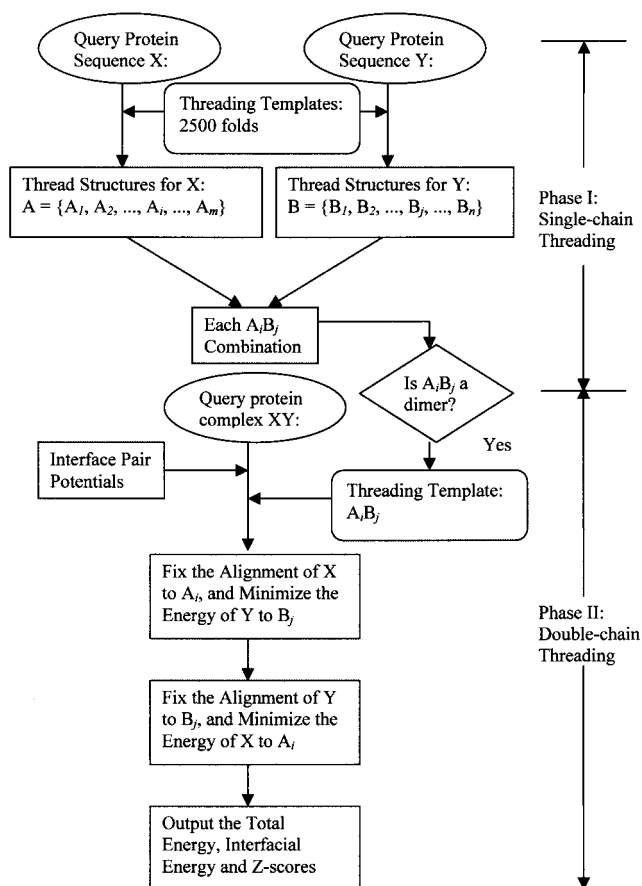 Query Protein
Sequence X:
Query Protein
Sequence Y:
Threading Templates:
2500 folds
Thread Structures for X:
A = {A1, A2, ..., Ai, ..., Am}
Thread Structures for Y:
B = {B1, B2, ..., Bj, ..., Bn}
Phase I:
Single-chain
Threading
Each AiBj
Combination
Is AiBj a
dimer?
Query protein
complex XY:
Yes
Interface Pair
Potentials
Threading Template:
AiBj
Fix the Alignment of X
to Ai, and Minimize the
Energy of Y to Bj
Phase II:
Double-chain
Threading
Fix the Alignment of Y
to Bj, and Minimize the
Energy of X to Ai
Output the Total
Energy, Interfacial
Energy and Z-scores